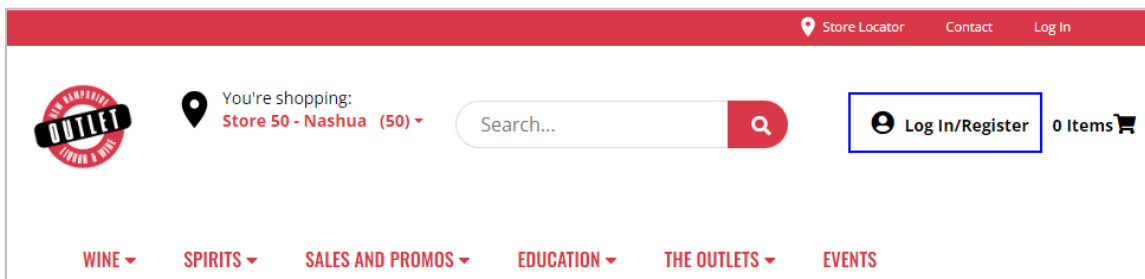 Store Locator Contact Log In
NEW HAMPSHIRE
OUTLET
LIQUOR & WINE
You're shopping:
Store 50 - Nashua (50)
Search...
Log In/Register
0 Items
WINE SPIRITS SALES AND PROMOS EDUCATION THE OUTLETS EVENTS